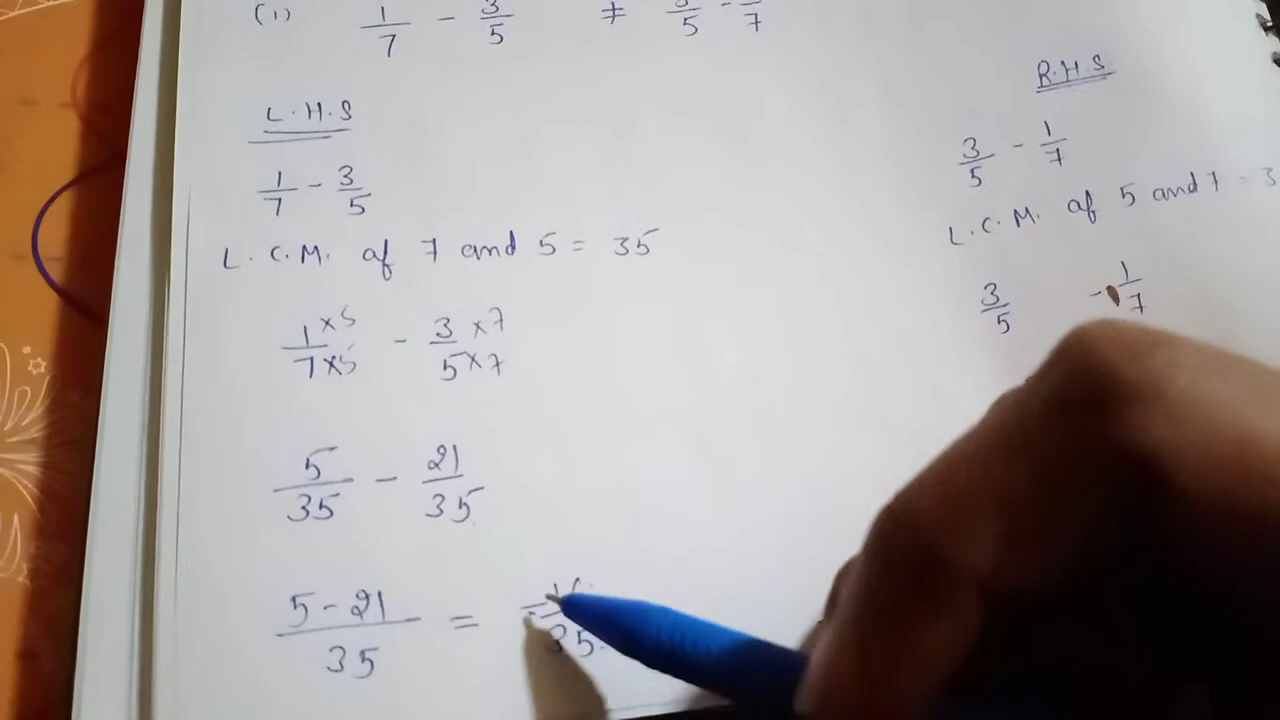 (1) 1/7 - 3/5 ≠ 3/5 - 1/7
L.H.S
1/7 - 3/5
L.C.M. of 7 and 5 = 35
1×5/7×5 - 3×7/5×7
5/35 - 21/35
5-21/35 = 35
R.H.S
3/5 - 1/7
L.C.M. of 5 and 7 = 3
3/5 - 1/7